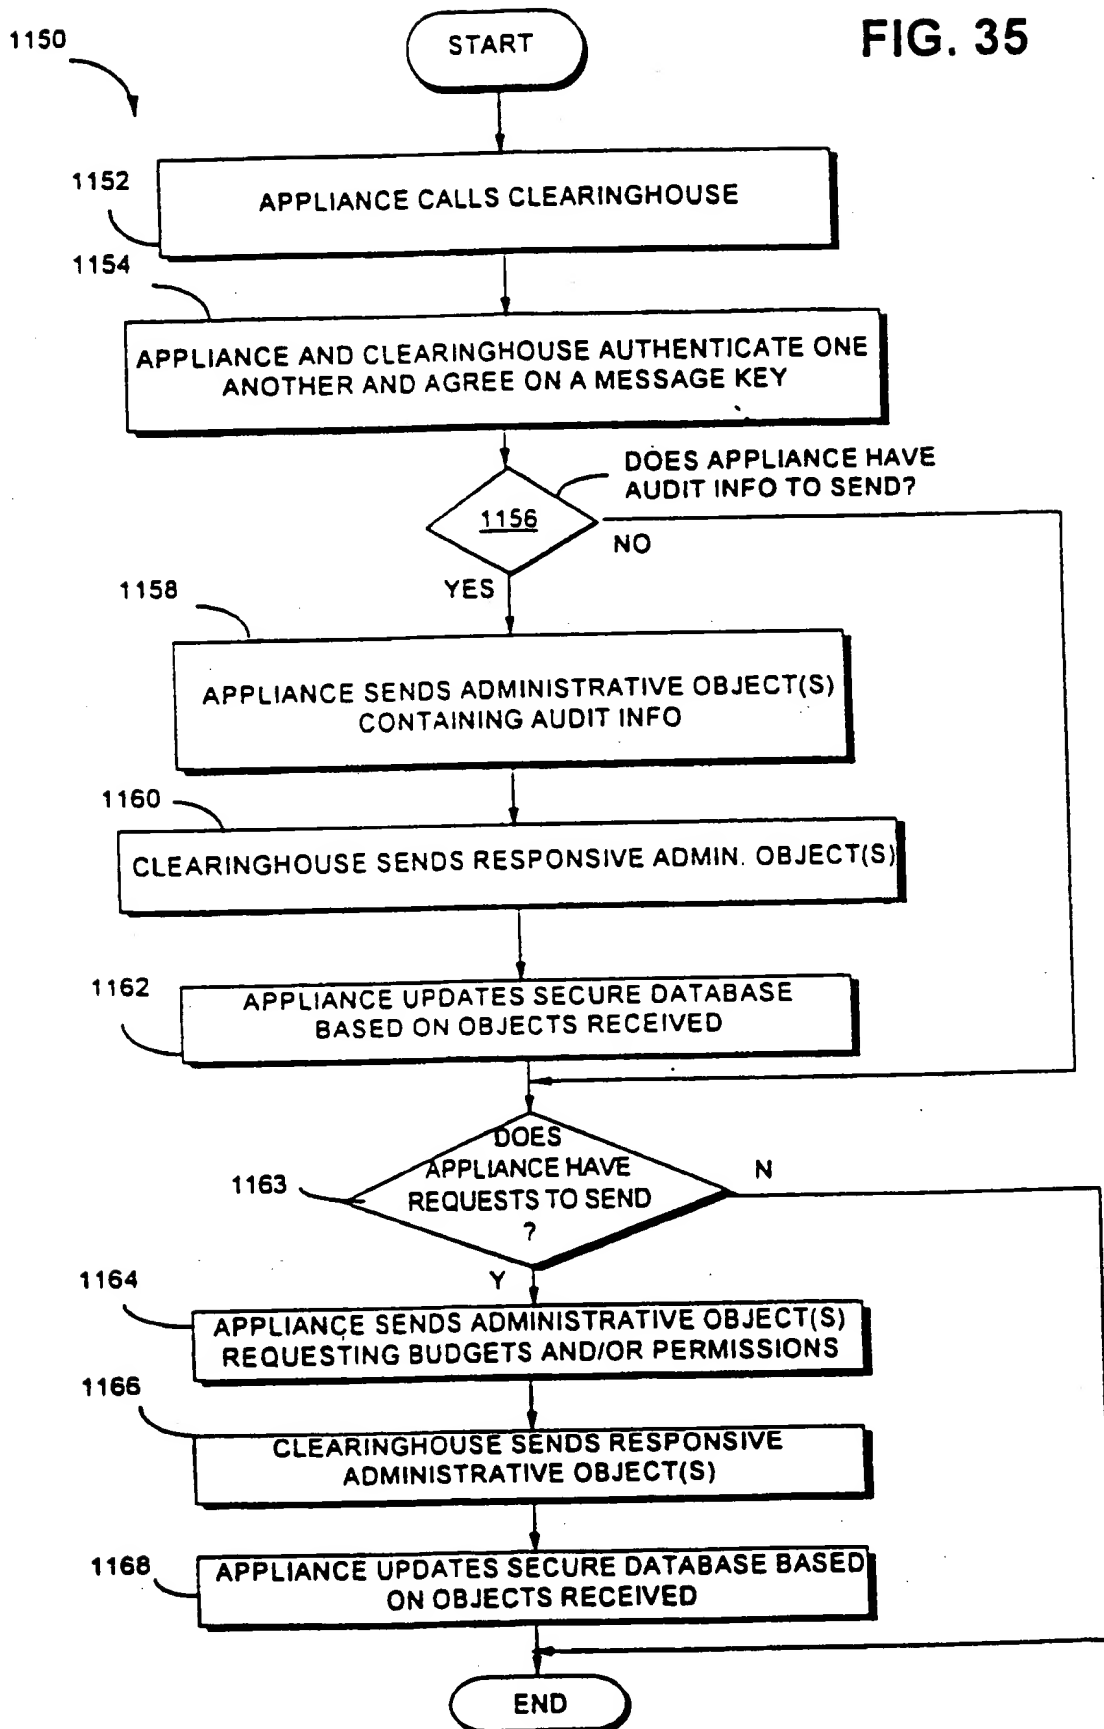 FIG. 35
1150
START
1152
APPLIANCE CALLS CLEARINGHOUSE
1154
APPLIANCE AND CLEARINGHOUSE AUTHENTICATE ONE
ANOTHER AND AGREE ON A MESSAGE KEY
DOES APPLIANCE HAVE
AUDIT INFO TO SEND?
1156
NO
YES
1158
APPLIANCE SENDS ADMINISTRATIVE OBJECT(S)
CONTAINING AUDIT INFO
1160
CLEARINGHOUSE SENDS RESPONSIVE ADMIN. OBJECT(S)
1162
APPLIANCE UPDATES SECURE DATABASE
BASED ON OBJECTS RECEIVED
DOES
APPLIANCE HAVE
REQUESTS TO SEND
?
1163
N
Y
1164
APPLIANCE SENDS ADMINISTRATIVE OBJECT(S)
REQUESTING BUDGETS AND/OR PERMISSIONS
1166
CLEARINGHOUSE SENDS RESPONSIVE
ADMINISTRATIVE OBJECT(S)
1168
APPLIANCE UPDATES SECURE DATABASE BASED
ON OBJECTS RECEIVED
END